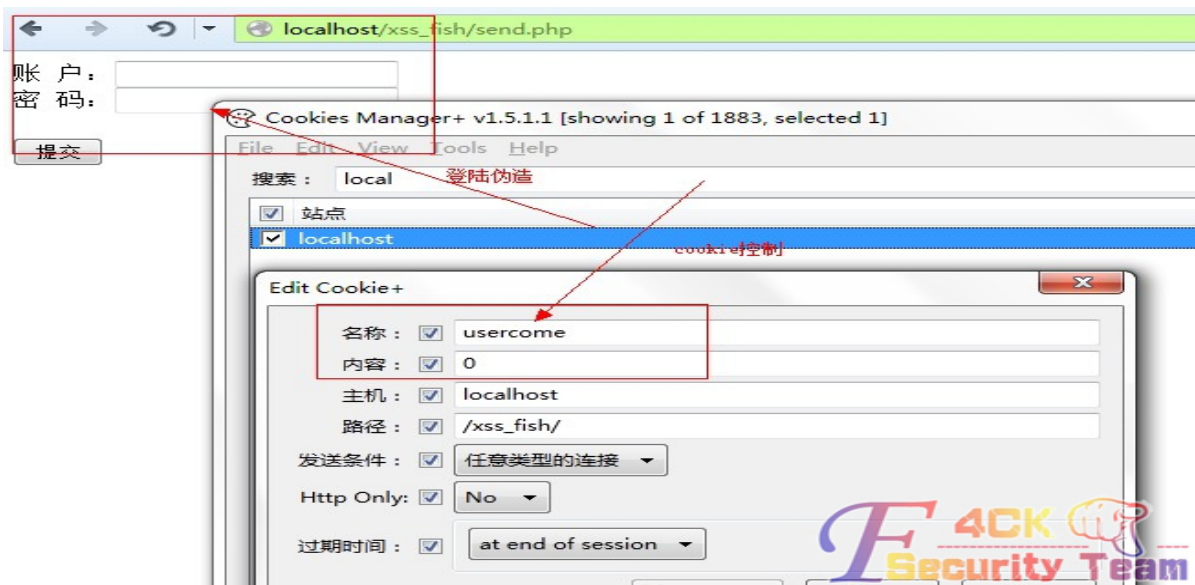 localhost/xss_fish/send.php
账 户：
密 码：
提交
Cookies Manager+ v1.5.1.1 [showing 1 of 1883, selected 1]
File Edit View Tools Help
搜索： local
登陆伪造
站点
localhost
cookie控制
Edit Cookie+
名称： usercome
内容： 0
主机： localhost
路径： /xss_fish/
发送条件： 任意类型的连接
Http Only: No
过期时间： at end of session
F4CK
Security Team